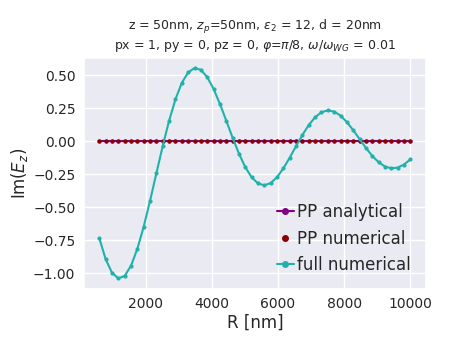 z = 50nm, z_p=50nm, ε₂ = 12, d = 20nm
px = 1, py = 0, pz = 0, φ=π/8, ω/ω_WG = 0.01
Im(E_z)
0.50
0.25
0.00
−0.25
−0.50
−0.75
−1.00
PP analytical
PP numerical
full numerical
2000 4000 6000 8000 10000
R [nm]